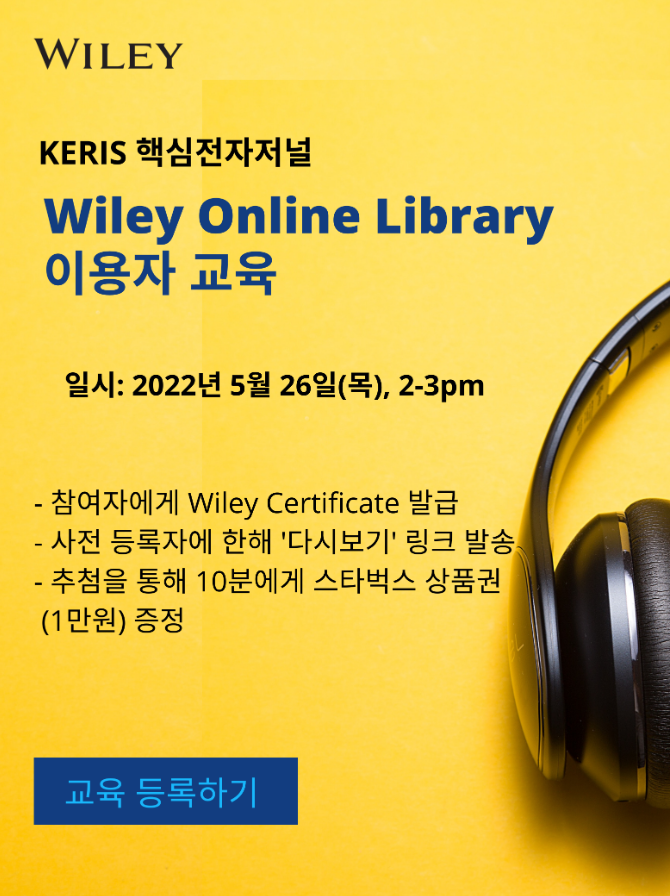 WILEY
KERIS 핵심전자저널
Wiley Online Library
이용자 교육
일시: 2022년 5월 26일(목), 2-3pm
- 참여자에게 Wiley Certificate 발급
- 사전 등록자에 한해 '다시보기' 링크 발송
- 추첨을 통해 10분에게 스타벅스 상품권
(1만원) 증정
교육 등록하기